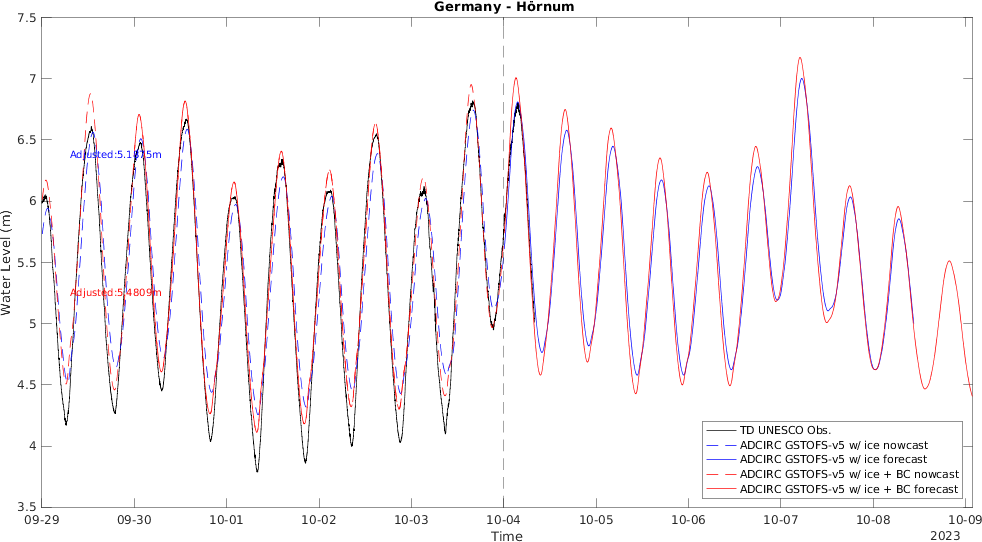 Germany - Hörnum
7.5
7
6.5
6
5.5
5
4.5
4
3.5
Water Level (m)
Adjusted:5.1875m
Adjusted:5.4809m
TD UNESCO Obs.
ADCIRC GSTOFS-v5 w/ ice nowcast
ADCIRC GSTOFS-v5 w/ ice forecast
ADCIRC GSTOFS-v5 w/ ice + BC nowcast
ADCIRC GSTOFS-v5 w/ ice + BC forecast
09-29 09-30 10-01 10-02 10-03 10-04 10-05 10-06 10-07 10-08 10-09
Time
2023